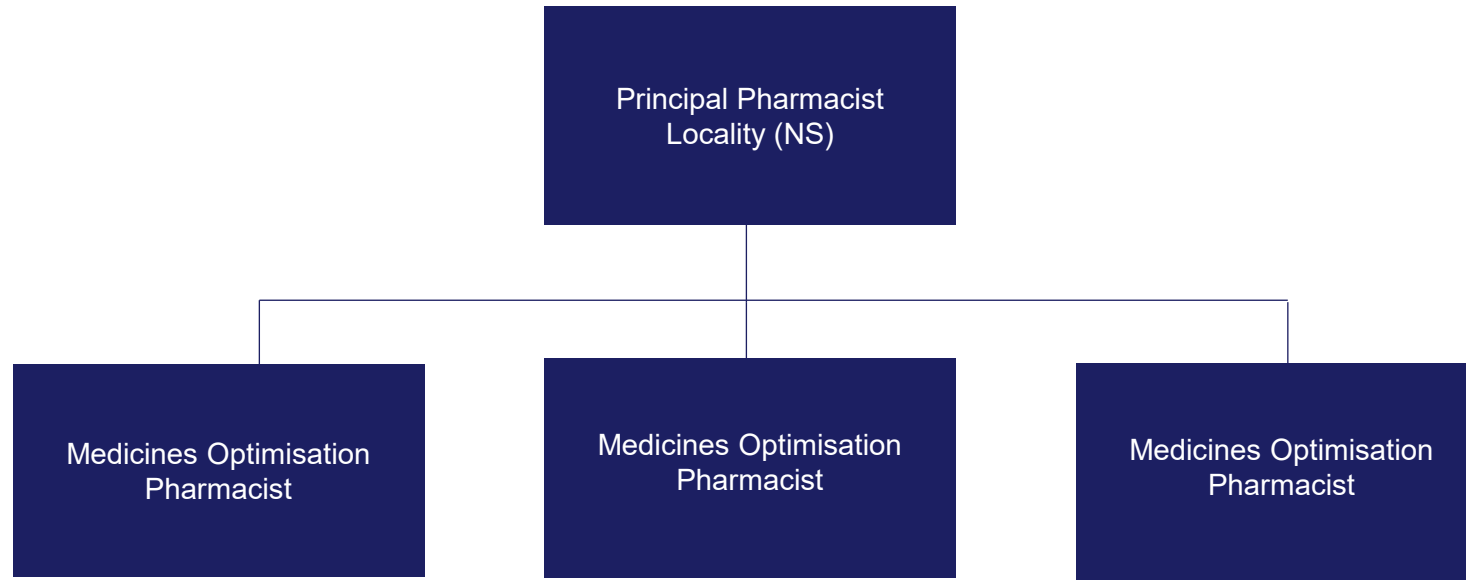 Principal Pharmacist
Locality (NS)
Medicines Optimisation
Pharmacist
Medicines Optimisation
Pharmacist
Medicines Optimisation
Pharmacist